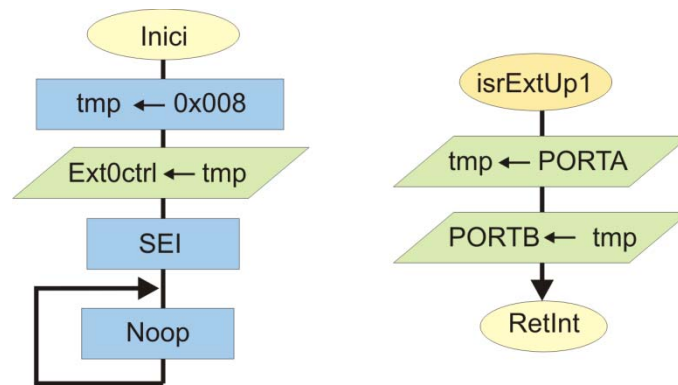 Inici
tmp ← 0x008
Ext0ctrl ← tmp
SEI
Noop
isrExtUp1
tmp ← PORTA
PORTB ← tmp
RetInt